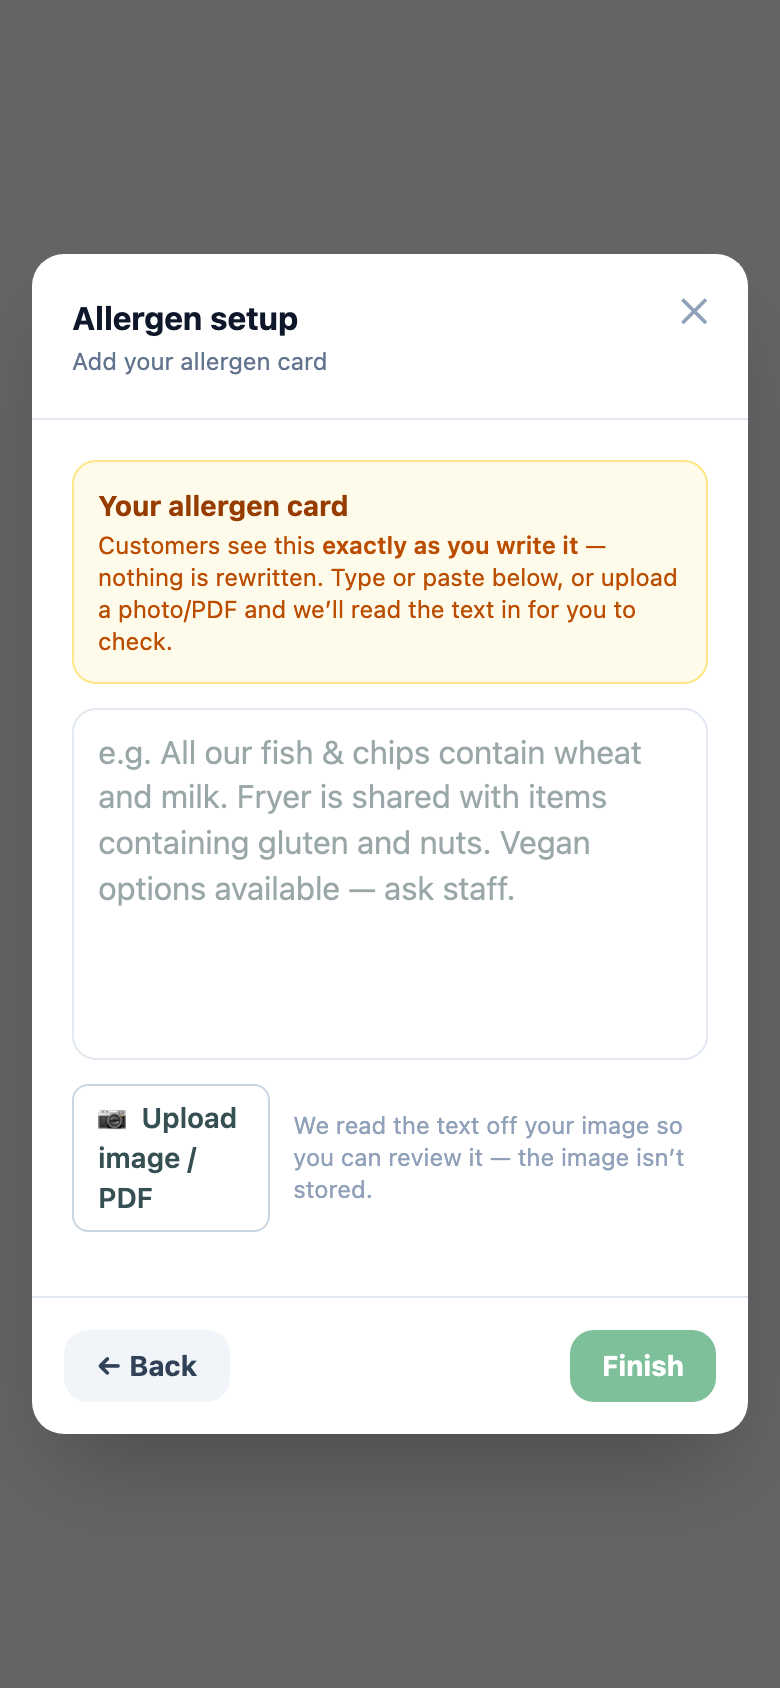 Allergen setup
Add your allergen card
Your allergen card
Customers see this exactly as you write it —
nothing is rewritten. Type or paste below, or upload
a photo/PDF and we’ll read the text in for you to
check.
e.g. All our fish & chips contain wheat
and milk. Fryer is shared with items
containing gluten and nuts. Vegan
options available — ask staff.
📷 Upload
image /
PDF
We read the text off your image so
you can review it — the image isn’t
stored.
← Back
Finish